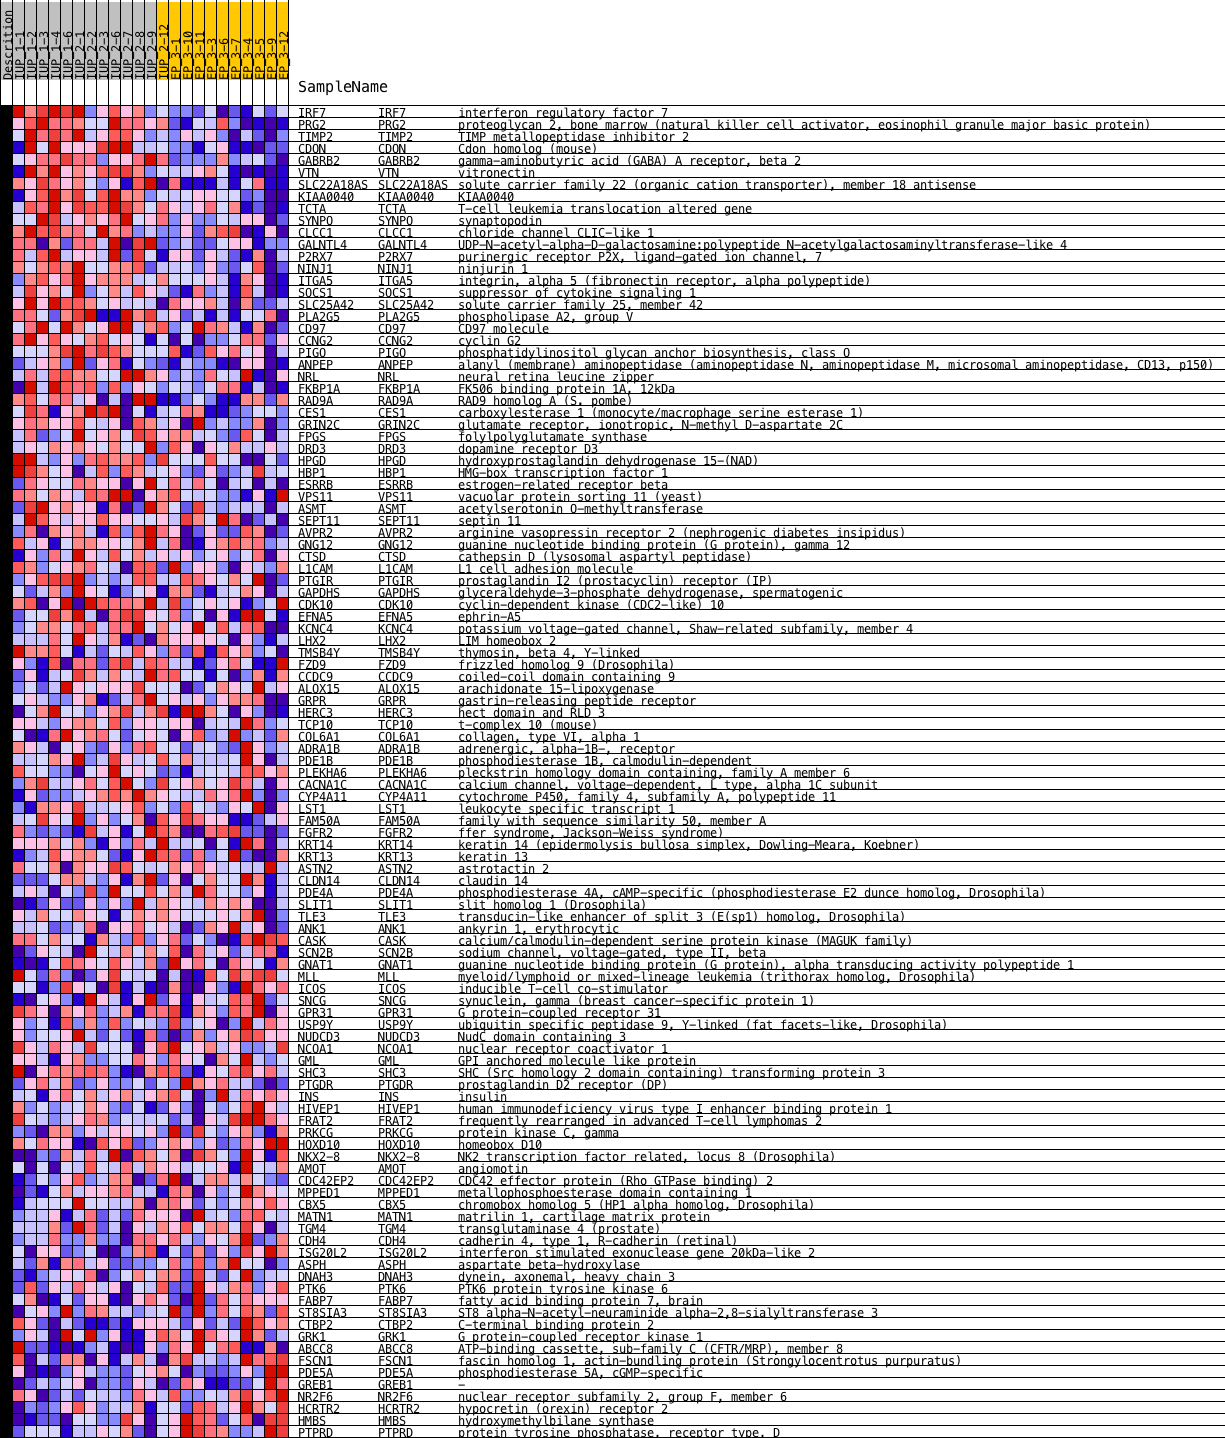 Descrition IUP_1-1 IUP_1-2 IUP_1-3 IUP_1-4 IUP_1-6 IUP_2-1 IUP_2-2 IUP_2-3 IUP_2-6 IUP_2-7 IUP_2-8 IUP_2-9 IUP_2-12 EP_3-1 EP_3-10 EP_3-11 EP_3-3 EP_3-6 EP_3-7 EP_3-4 EP_3-5 EP_3-9 EP_3-12
SampleName
IRF7 IRF7 interferon regulatory factor 7
PRG2 PRG2 proteoglycan 2, bone marrow (natural killer cell activator, eosinophil granule major basic protein)
TIMP2 TIMP2 TIMP metallopeptidase inhibitor 2
CDON CDON Cdon homolog (mouse)
GABRB2 GABRB2 gamma-aminobutyric acid (GABA) A receptor, beta 2
VTN VTN vitronectin
SLC22A18AS SLC22A18AS solute carrier family 22 (organic cation transporter), member 18 antisense
KIAA0040 KIAA0040 KIAA0040
TCTA TCTA T-cell leukemia translocation altered gene
SYNPO SYNPO synaptopodin
CLCC1 CLCC1 chloride channel CLIC-like 1
GALNTL4 GALNTL4 UDP-N-acetyl-alpha-D-galactosamine:polypeptide N-acetylgalactosaminyltransferase-like 4
P2RX7 P2RX7 purinergic receptor P2X, ligand-gated ion channel, 7
NINJ1 NINJ1 ninjurin 1
ITGA5 ITGA5 integrin, alpha 5 (fibronectin receptor, alpha polypeptide)
SOCS1 SOCS1 suppressor of cytokine signaling 1
SLC25A42 SLC25A42 solute carrier family 25, member 42
PLA2G5 PLA2G5 phospholipase A2, group V
CD97 CD97 CD97 molecule
CCNG2 CCNG2 cyclin G2
PIGO PIGO phosphatidylinositol glycan anchor biosynthesis, class O
ANPEP ANPEP alanyl (membrane) aminopeptidase (aminopeptidase N, aminopeptidase M, microsomal aminopeptidase, CD13, p150)
NRL NRL neural retina leucine zipper
FKBP1A FKBP1A FK506 binding protein 1A, 12kDa
RAD9A RAD9A RAD9 homolog A (S. pombe)
CES1 CES1 carboxylesterase 1 (monocyte/macrophage serine esterase 1)
GRIN2C GRIN2C glutamate receptor, ionotropic, N-methyl D-aspartate 2C
FPGS FPGS folylpolyglutamate synthase
DRD3 DRD3 dopamine receptor D3
HPGD HPGD hydroxyprostaglandin dehydrogenase 15-(NAD)
HBP1 HBP1 HMG-box transcription factor 1
ESRRB ESRRB estrogen-related receptor beta
VPS11 VPS11 vacuolar protein sorting 11 (yeast)
ASMT ASMT acetylserotonin O-methyltransferase
SEPT11 SEPT11 septin 11
AVPR2 AVPR2 arginine vasopressin receptor 2 (nephrogenic diabetes insipidus)
GNG12 GNG12 guanine nucleotide binding protein (G protein), gamma 12
CTSD CTSD cathepsin D (lysosomal aspartyl peptidase)
L1CAM L1CAM L1 cell adhesion molecule
PTGIR PTGIR prostaglandin I2 (prostacyclin) receptor (IP)
GAPDHS GAPDHS glyceraldehyde-3-phosphate dehydrogenase, spermatogenic
CDK10 CDK10 cyclin-dependent kinase (CDC2-like) 10
EFNA5 EFNA5 ephrin-A5
KCNC4 KCNC4 potassium voltage-gated channel, Shaw-related subfamily, member 4
LHX2 LHX2 LIM homeobox 2
TMSB4Y TMSB4Y thymosin, beta 4, Y-linked
FZD9 FZD9 frizzled homolog 9 (Drosophila)
CCDC9 CCDC9 coiled-coil domain containing 9
ALOX15 ALOX15 arachidonate 15-lipoxygenase
GRPR GRPR gastrin-releasing peptide receptor
HERC3 HERC3 hect domain and RLD 3
TCP10 TCP10 t-complex 10 (mouse)
COL6A1 COL6A1 collagen, type VI, alpha 1
ADRA1B ADRA1B adrenergic, alpha-1B-, receptor
PDE1B PDE1B phosphodiesterase 1B, calmodulin-dependent
PLEKHA6 PLEKHA6 pleckstrin homology domain containing, family A member 6
CACNA1C CACNA1C calcium channel, voltage-dependent, L type, alpha 1C subunit
CYP4A11 CYP4A11 cytochrome P450, family 4, subfamily A, polypeptide 11
LST1 LST1 leukocyte specific transcript 1
FAM50A FAM50A family with sequence similarity 50, member A
FGFR2 FGFR2 ffer syndrome, Jackson-Weiss syndrome)
KRT14 KRT14 keratin 14 (epidermolysis bullosa simplex, Dowling-Meara, Koebner)
KRT13 KRT13 keratin 13
ASTN2 ASTN2 astrotactin 2
CLDN14 CLDN14 claudin 14
PDE4A PDE4A phosphodiesterase 4A, cAMP-specific (phosphodiesterase E2 dunce homolog, Drosophila)
SLIT1 SLIT1 slit homolog 1 (Drosophila)
TLE3 TLE3 transducin-like enhancer of split 3 (E(sp1) homolog, Drosophila)
ANK1 ANK1 ankyrin 1, erythrocytic
CASK CASK calcium/calmodulin-dependent serine protein kinase (MAGUK family)
SCN2B SCN2B sodium channel, voltage-gated, type II, beta
GNAT1 GNAT1 guanine nucleotide binding protein (G protein), alpha transducing activity polypeptide 1
MLL MLL myeloid/lymphoid or mixed-lineage leukemia (trithorax homolog, Drosophila)
ICOS ICOS inducible T-cell co-stimulator
SNCG SNCG synuclein, gamma (breast cancer-specific protein 1)
GPR31 GPR31 G protein-coupled receptor 31
USP9Y USP9Y ubiquitin specific peptidase 9, Y-linked (fat facets-like, Drosophila)
NUDCD3 NUDCD3 NudC domain containing 3
NCOA1 NCOA1 nuclear receptor coactivator 1
GML GML GPI anchored molecule like protein
SHC3 SHC3 SHC (Src homology 2 domain containing) transforming protein 3
PTGDR PTGDR prostaglandin D2 receptor (DP)
INS INS insulin
HIVEP1 HIVEP1 human immunodeficiency virus type I enhancer binding protein 1
FRAT2 FRAT2 frequently rearranged in advanced T-cell lymphomas 2
PRKCG PRKCG protein kinase C, gamma
HOXD10 HOXD10 homeobox D10
NKX2-8 NKX2-8 NK2 transcription factor related, locus 8 (Drosophila)
AMOT AMOT angiomotin
CDC42EP2 CDC42EP2 CDC42 effector protein (Rho GTPase binding) 2
MPPED1 MPPED1 metallophosphoesterase domain containing 1
CBX5 CBX5 chromobox homolog 5 (HP1 alpha homolog, Drosophila)
MATN1 MATN1 matrilin 1, cartilage matrix protein
TGM4 TGM4 transglutaminase 4 (prostate)
CDH4 CDH4 cadherin 4, type 1, R-cadherin (retinal)
ISG20L2 ISG20L2 interferon stimulated exonuclease gene 20kDa-like 2
ASPH ASPH aspartate beta-hydroxylase
DNAH3 DNAH3 dynein, axonemal, heavy chain 3
PTK6 PTK6 PTK6 protein tyrosine kinase 6
FABP7 FABP7 fatty acid binding protein 7, brain
ST8SIA3 ST8SIA3 ST8 alpha-N-acetyl-neuraminide alpha-2,8-sialyltransferase 3
CTBP2 CTBP2 C-terminal binding protein 2
GRK1 GRK1 G protein-coupled receptor kinase 1
ABCC8 ABCC8 ATP-binding cassette, sub-family C (CFTR/MRP), member 8
FSCN1 FSCN1 fascin homolog 1, actin-bundling protein (Strongylocentrotus purpuratus)
PDE5A PDE5A phosphodiesterase 5A, cGMP-specific
GREB1 GREB1 -
NR2F6 NR2F6 nuclear receptor subfamily 2, group F, member 6
HCRTR2 HCRTR2 hypocretin (orexin) receptor 2
HMBS HMBS hydroxymethylbilane synthase
PTPRD PTPRD protein tyrosine phosphatase, receptor type, D